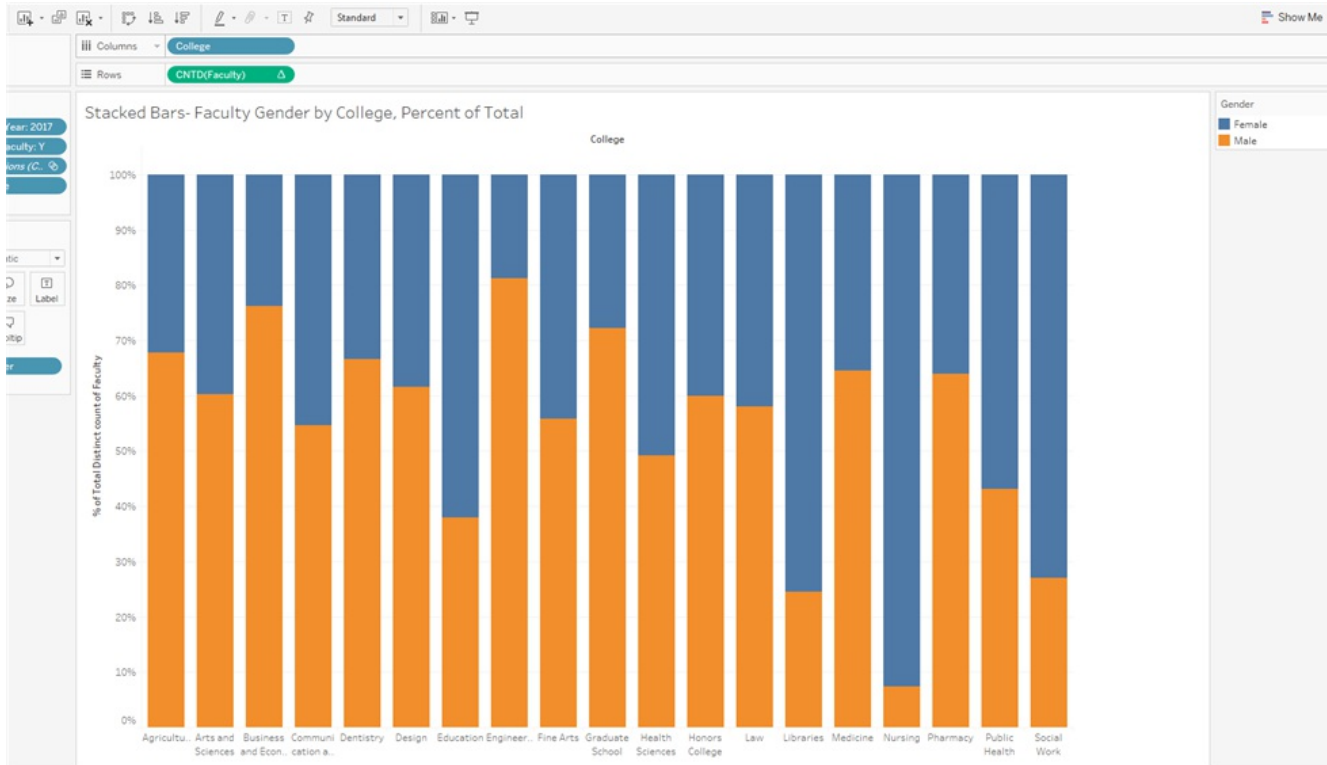 Standard
Show Me
Columns
College
Rows
CNTD(Faculty)
Year: 2017
aculty: Y
ions (C..
Label
Stacked Bars- Faculty Gender by College, Percent of Total
College
Gender
Female
Male
% of Total Distinct count of Faculty
100%
90%
80%
70%
60%
50%
40%
30%
20%
10%
0%
Agricultu..
Arts and
Sciences
Business
and Econ..
Communi
cation a..
Dentistry
Design
Education
Engineer..
Fine Arts
Graduate
School
Health
Sciences
Honors
College
Law
Libraries
Medicine
Nursing
Pharmacy
Public
Health
Social
Work